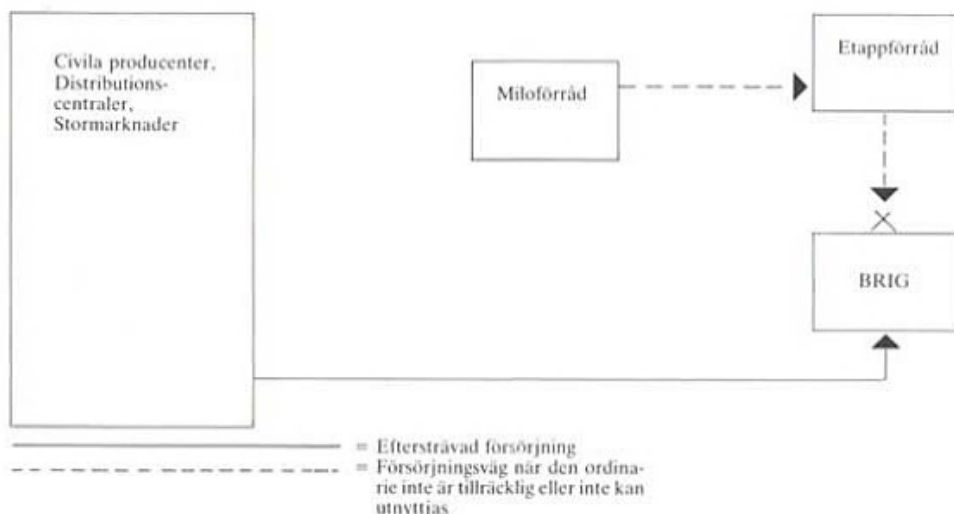 Civila producenter,
Distributions-
centraler,
Stormarknader
Miloförråd
Etappförråd
BRIG
= Eftersträvad försörjning
= Försörjningsväg när den ordina-
rie inte är tillräcklig eller inte kan
utnyttjas